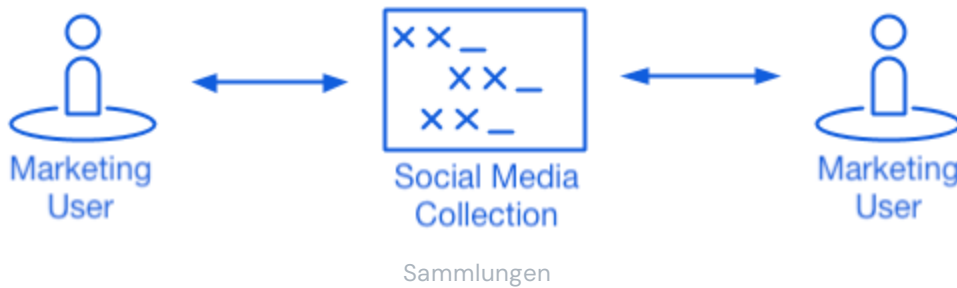 Marketing
User
Social Media
Collection
Marketing
User
Sammlungen